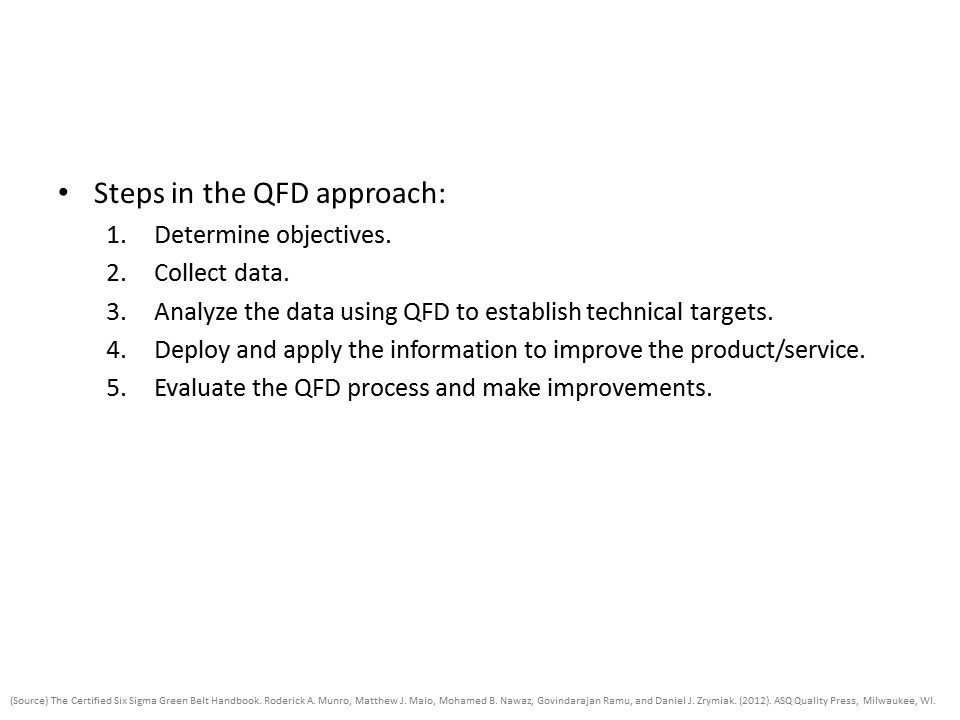 • Steps in the QFD approach:
1. Determine objectives.
2. Collect data.
3. Analyze the data using QFD to establish technical targets.
4. Deploy and apply the information to improve the product/service.
5. Evaluate the QFD process and make improvements.
(Source) The Certified Six Sigma Green Belt Handbook. Roderick A. Munro, Matthew J. Maio, Mohamed B. Nawaz, Govindarajan Ramu, and Daniel J. Zrymiak. (2012). ASQ Quality Press, Milwaukee, WI.